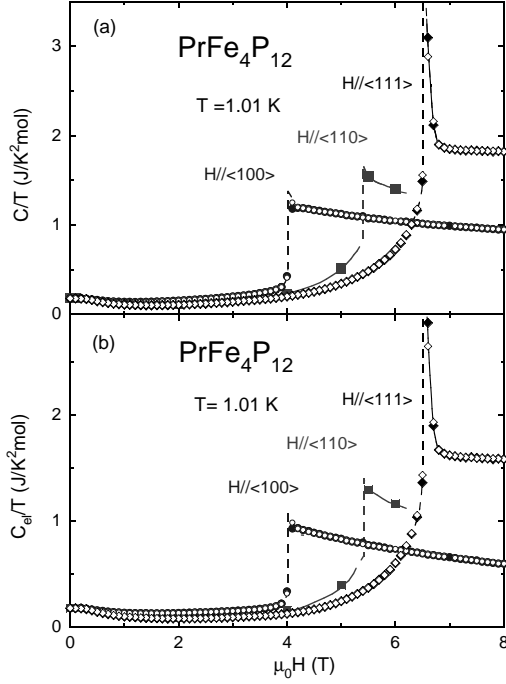 (a)
PrFe₄P₁₂
T =1.01 K
H//<111>
H//<110>
H//<100>
C/T (J/K²mol)
3
2
1
0
(b)
PrFe₄P₁₂
T= 1.01 K
H//<111>
H//<110>
H//<100>
Cₑₗ/T (J/K²mol)
2
1
0
0 2 4 6 8
μ₀H (T)